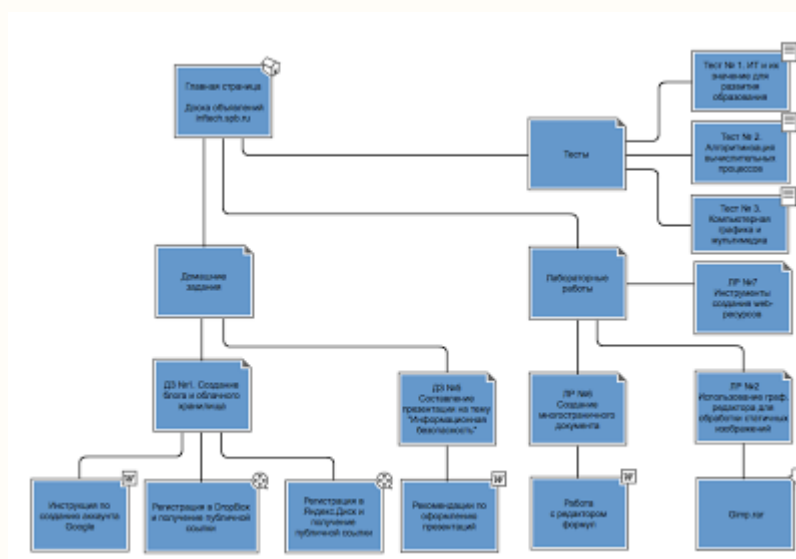 Главная страница
Доска объявлений
inftech.spb.ru
Тест № 1. ИТ и их
значение для
развития
образования
Тесты
Тест № 2.
Алгоритмизация
вычислительных
процессов
Тест № 3.
Компьютерная
графика и
мультимедиа
Домашние
задания
Лабораторные
работы
ЛР №7
Инструменты
создания web-
ресурсов
ДЗ №1. Создание
блога и облачного
хранилища
ДЗ
Составление
презентации на тему
"Информационная
безопасность"
ЛР
Создание
многостраничного
документа
ЛР №2
Использование граф.
редактора для
обработки статичных
изображений
Инструкция по
созданию аккаунта
Google
Регистрация в DropBox
и получение публичной
ссылки
Регистрация в
Яндекс.Диск и
получение
публичной ссылки
Рекомендации по
оформлению
презентаций
Работа
с редактором
формул
Gimp.rar